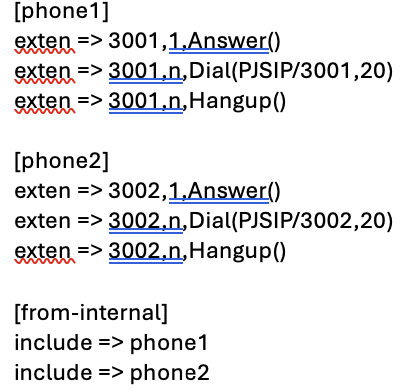 [phone1]
exten => 3001,1,Answer()
exten => 3001,n,Dial(PJSIP/3001,20)
exten => 3001,n,Hangup()
[phone2]
exten => 3002,1,Answer()
exten => 3002,n,Dial(PJSIP/3002,20)
exten => 3002,n,Hangup()
[from-internal]
include => phone1
include => phone2